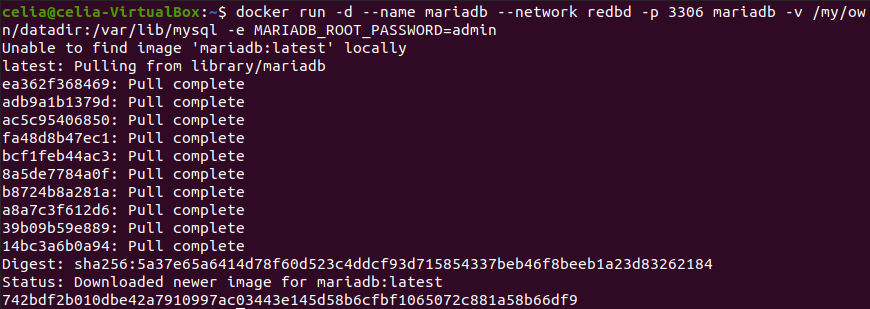 celia@celia-VirtualBox:~$ docker run -d --name mariadb --network redbd -p 3306 mariadb -v /my/ow
n/datadir:/var/lib/mysql -e MARIADB_ROOT_PASSWORD=admin
Unable to find image 'mariadb:latest' locally
latest: Pulling from library/mariadb
ea362f368469: Pull complete
adb9a1b1379d: Pull complete
ac5c95406850: Pull complete
fa48d8b47ec1: Pull complete
bcf1feb44ac3: Pull complete
8a5de7784a0f: Pull complete
b8724b8a281a: Pull complete
a8a7c3f612d6: Pull complete
39b09b59e889: Pull complete
14bc3a6b0a94: Pull complete
Digest: sha256:5a37e65a6414d78f60d523c4ddcf93d715854337beb46f8beeb1a23d83262184
Status: Downloaded newer image for mariadb:latest
742bdf2b010dbe42a7910997ac03443e145d58b6cfbf1065072c881a58b66df9